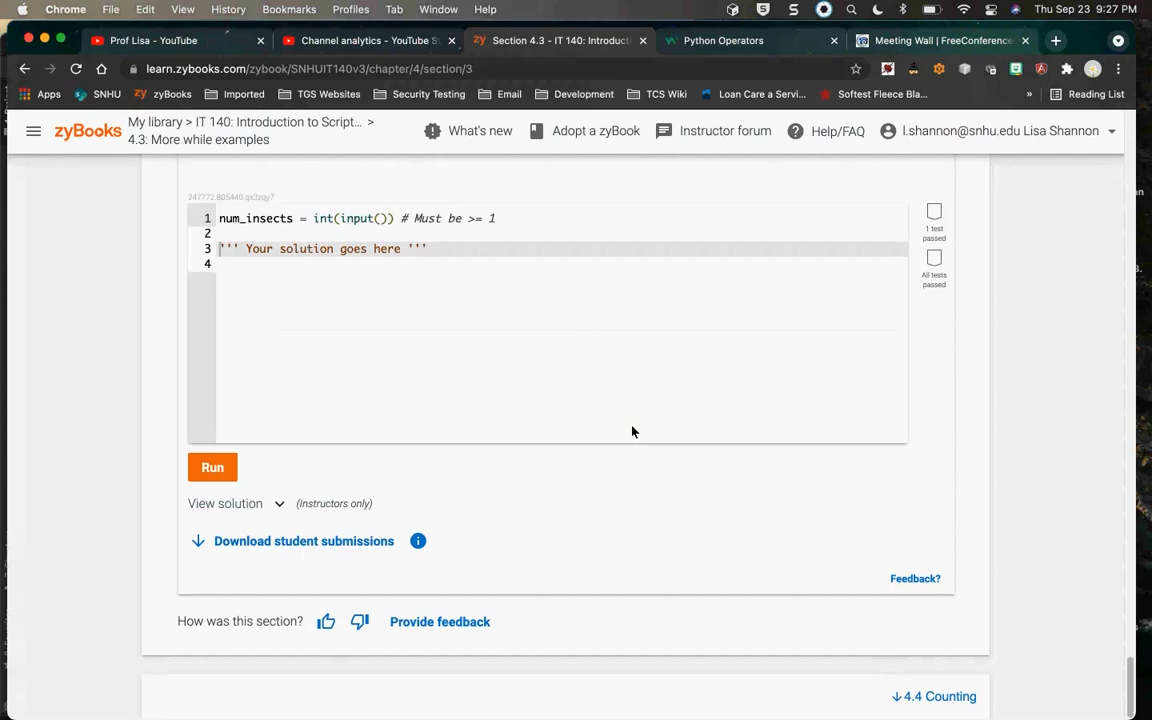 Chrome File Edit View History Bookmarks Profiles Tab Window Help Thu Sep 23 9:27 PM
Prof Lisa - YouTube Channel analytics - YouTube S Section 4.3 - IT 140: Introduct Python Operators Meeting Wall | FreeConference
learn.zybooks.com/zybook/SNHUIT140v3/chapter/4/section/3
Apps SNHU zyBooks Imported TGS Websites Security Testing Email Development TCS Wiki Loan Care a Servi... Softest Fleece Bla... » Reading List
zyBooks My library > IT 140: Introduction to Script... >
4.3: More while examples
What's new Adopt a zyBook Instructor forum Help/FAQ l.shannon@snhu.edu Lisa Shannon
247772.805440.qx3zqy7
1 num_insects = int(input()) # Must be >= 1
2
3 ''' Your solution goes here '''
4
1 test
passed
All tests
passed
Run
View solution (Instructors only)
Download student submissions
Feedback?
How was this section? Provide feedback
4.4 Counting